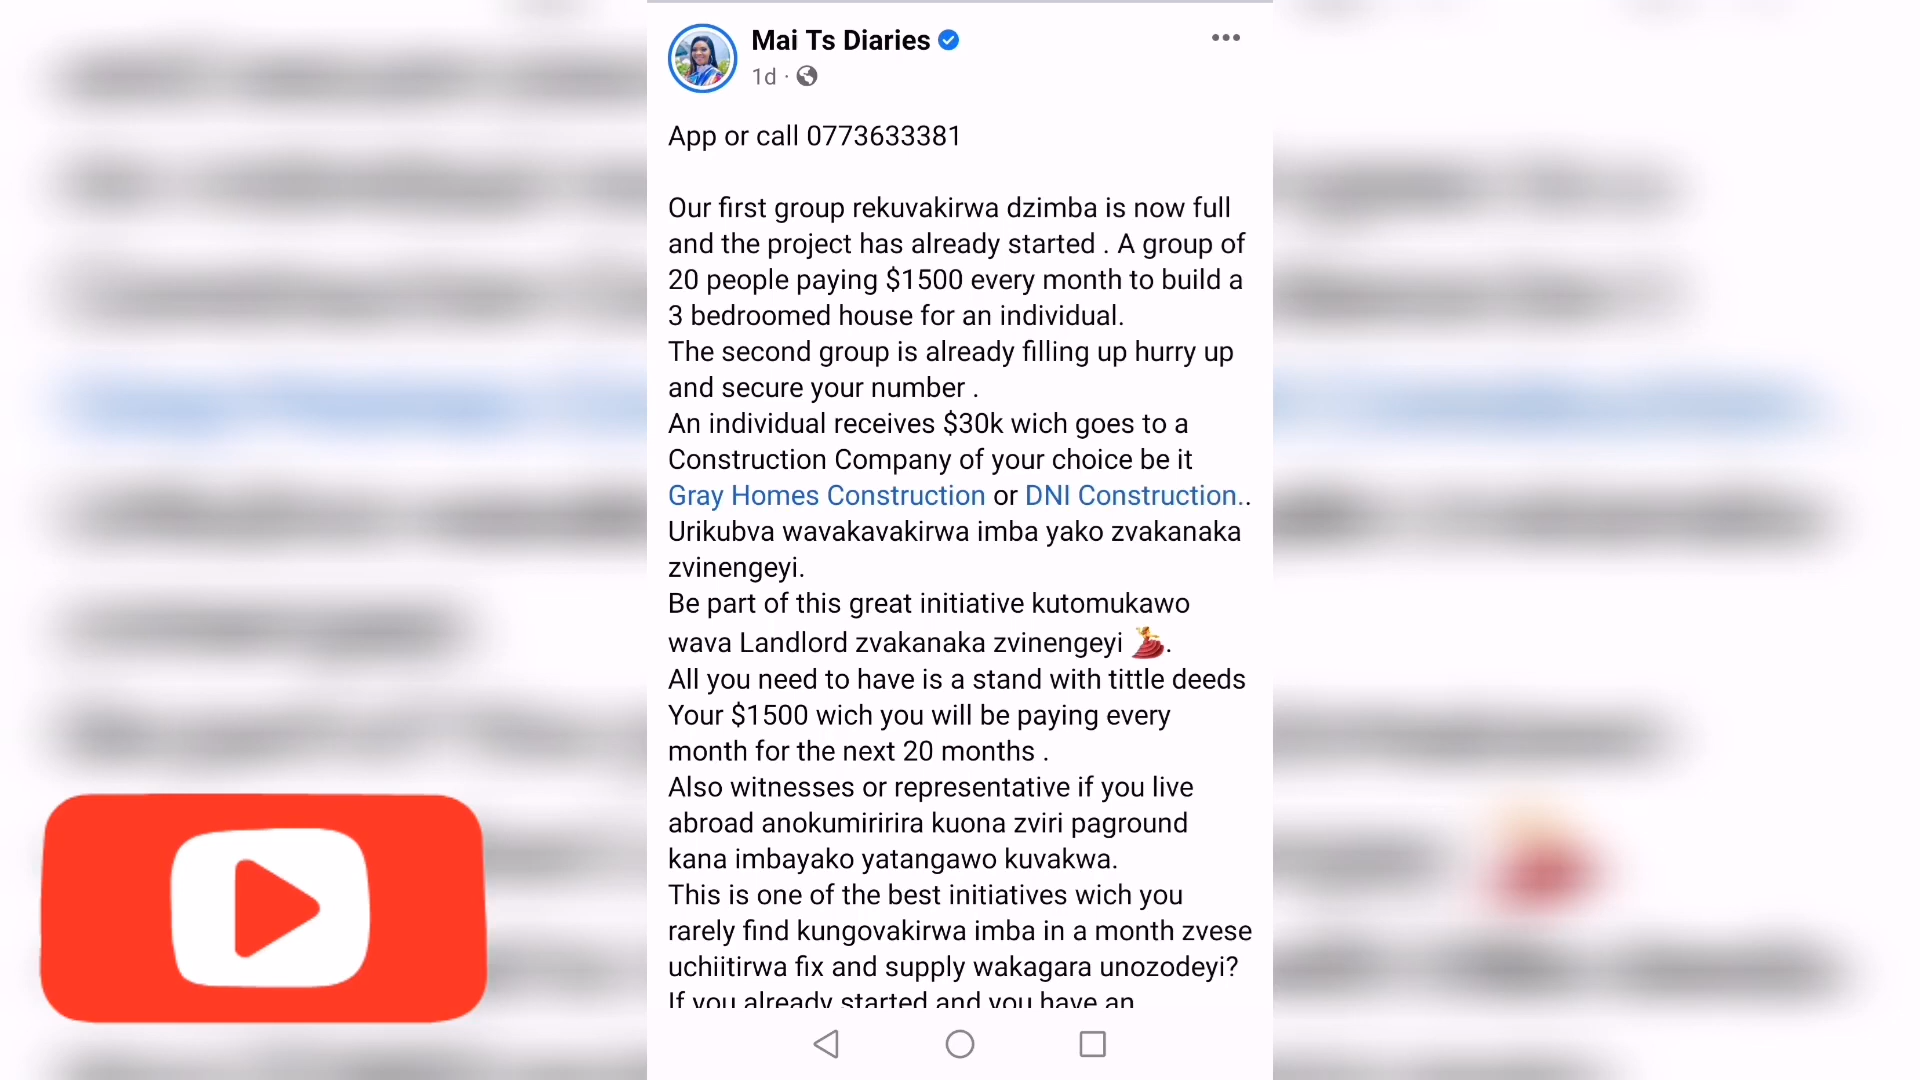 Mai Ts Diaries
1d ·
App or call 0773633381
Our first group rekuvakirwa dzimba is now full
and the project has already started . A group of
20 people paying $1500 every month to build a
3 bedroomed house for an individual.
The second group is already filling up hurry up
and secure your number .
An individual receives $30k wich goes to a
Construction Company of your choice be it
Gray Homes Construction or DNI Construction..
Urikubva wavakavakirwa imba yako zvakanaka
zvinengeyi.
Be part of this great initiative kutomukawo
wava Landlord zvakanaka zvinengeyi 💃.
All you need to have is a stand with tittle deeds
Your $1500 wich you will be paying every
month for the next 20 months .
Also witnesses or representative if you live
abroad anokumiririra kuona zviri paground
kana imbayako yatangawo kuvakwa.
This is one of the best initiatives wich you
rarely find kungovakirwa imba in a month zvese
uchiitirwa fix and supply wakagara unozodeyi?
If you already started and you have an